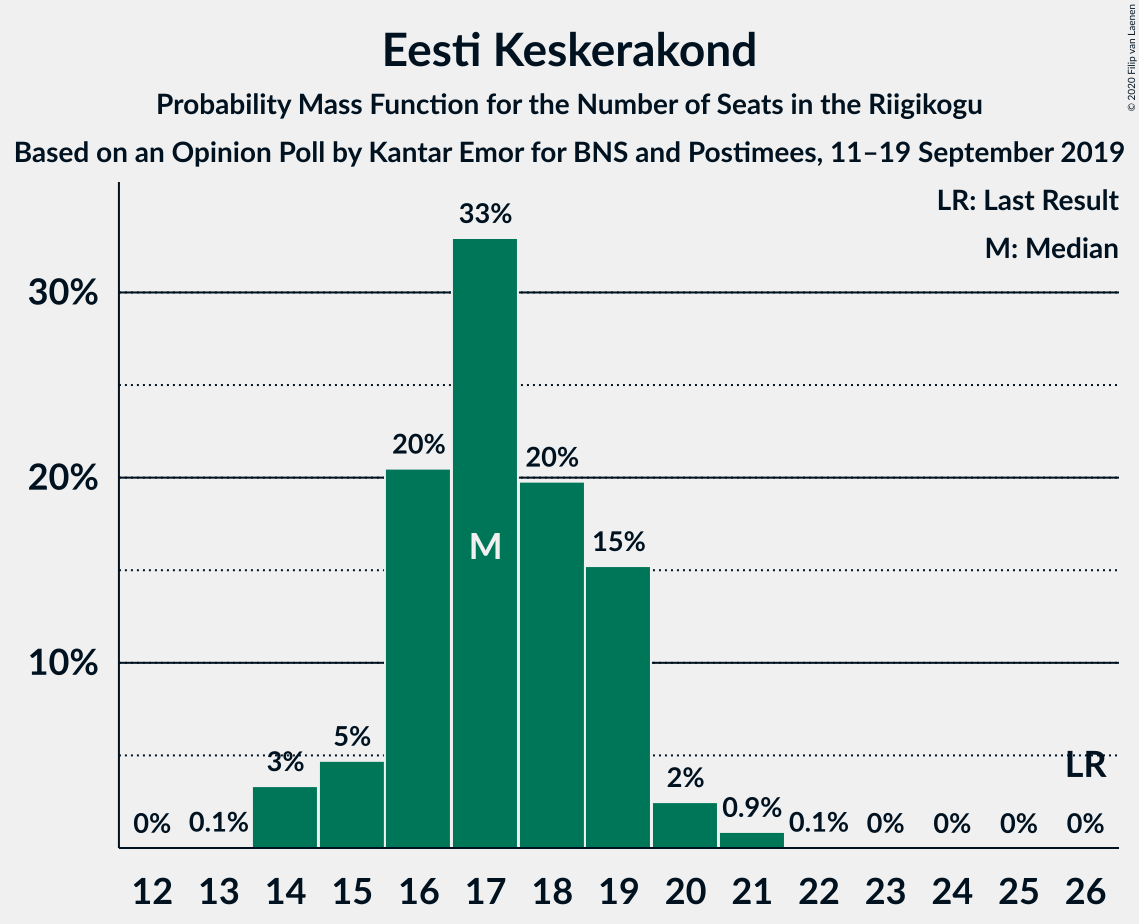 Eesti Keskerakond
Probability Mass Function for the Number of Seats in the Riigikogu
Based on an Opinion Poll by Kantar Emor for BNS and Postimees, 11–19 September 2019
© 2020 Filip van Laenen
LR: Last Result
M: Median
30%
20%
10%
0%
0.1%
3%
5%
20%
33%
M
20%
15%
2%
0.9%
0.1%
0%
0%
0%
LR
0%
12 13 14 15 16 17 18 19 20 21 22 23 24 25 26